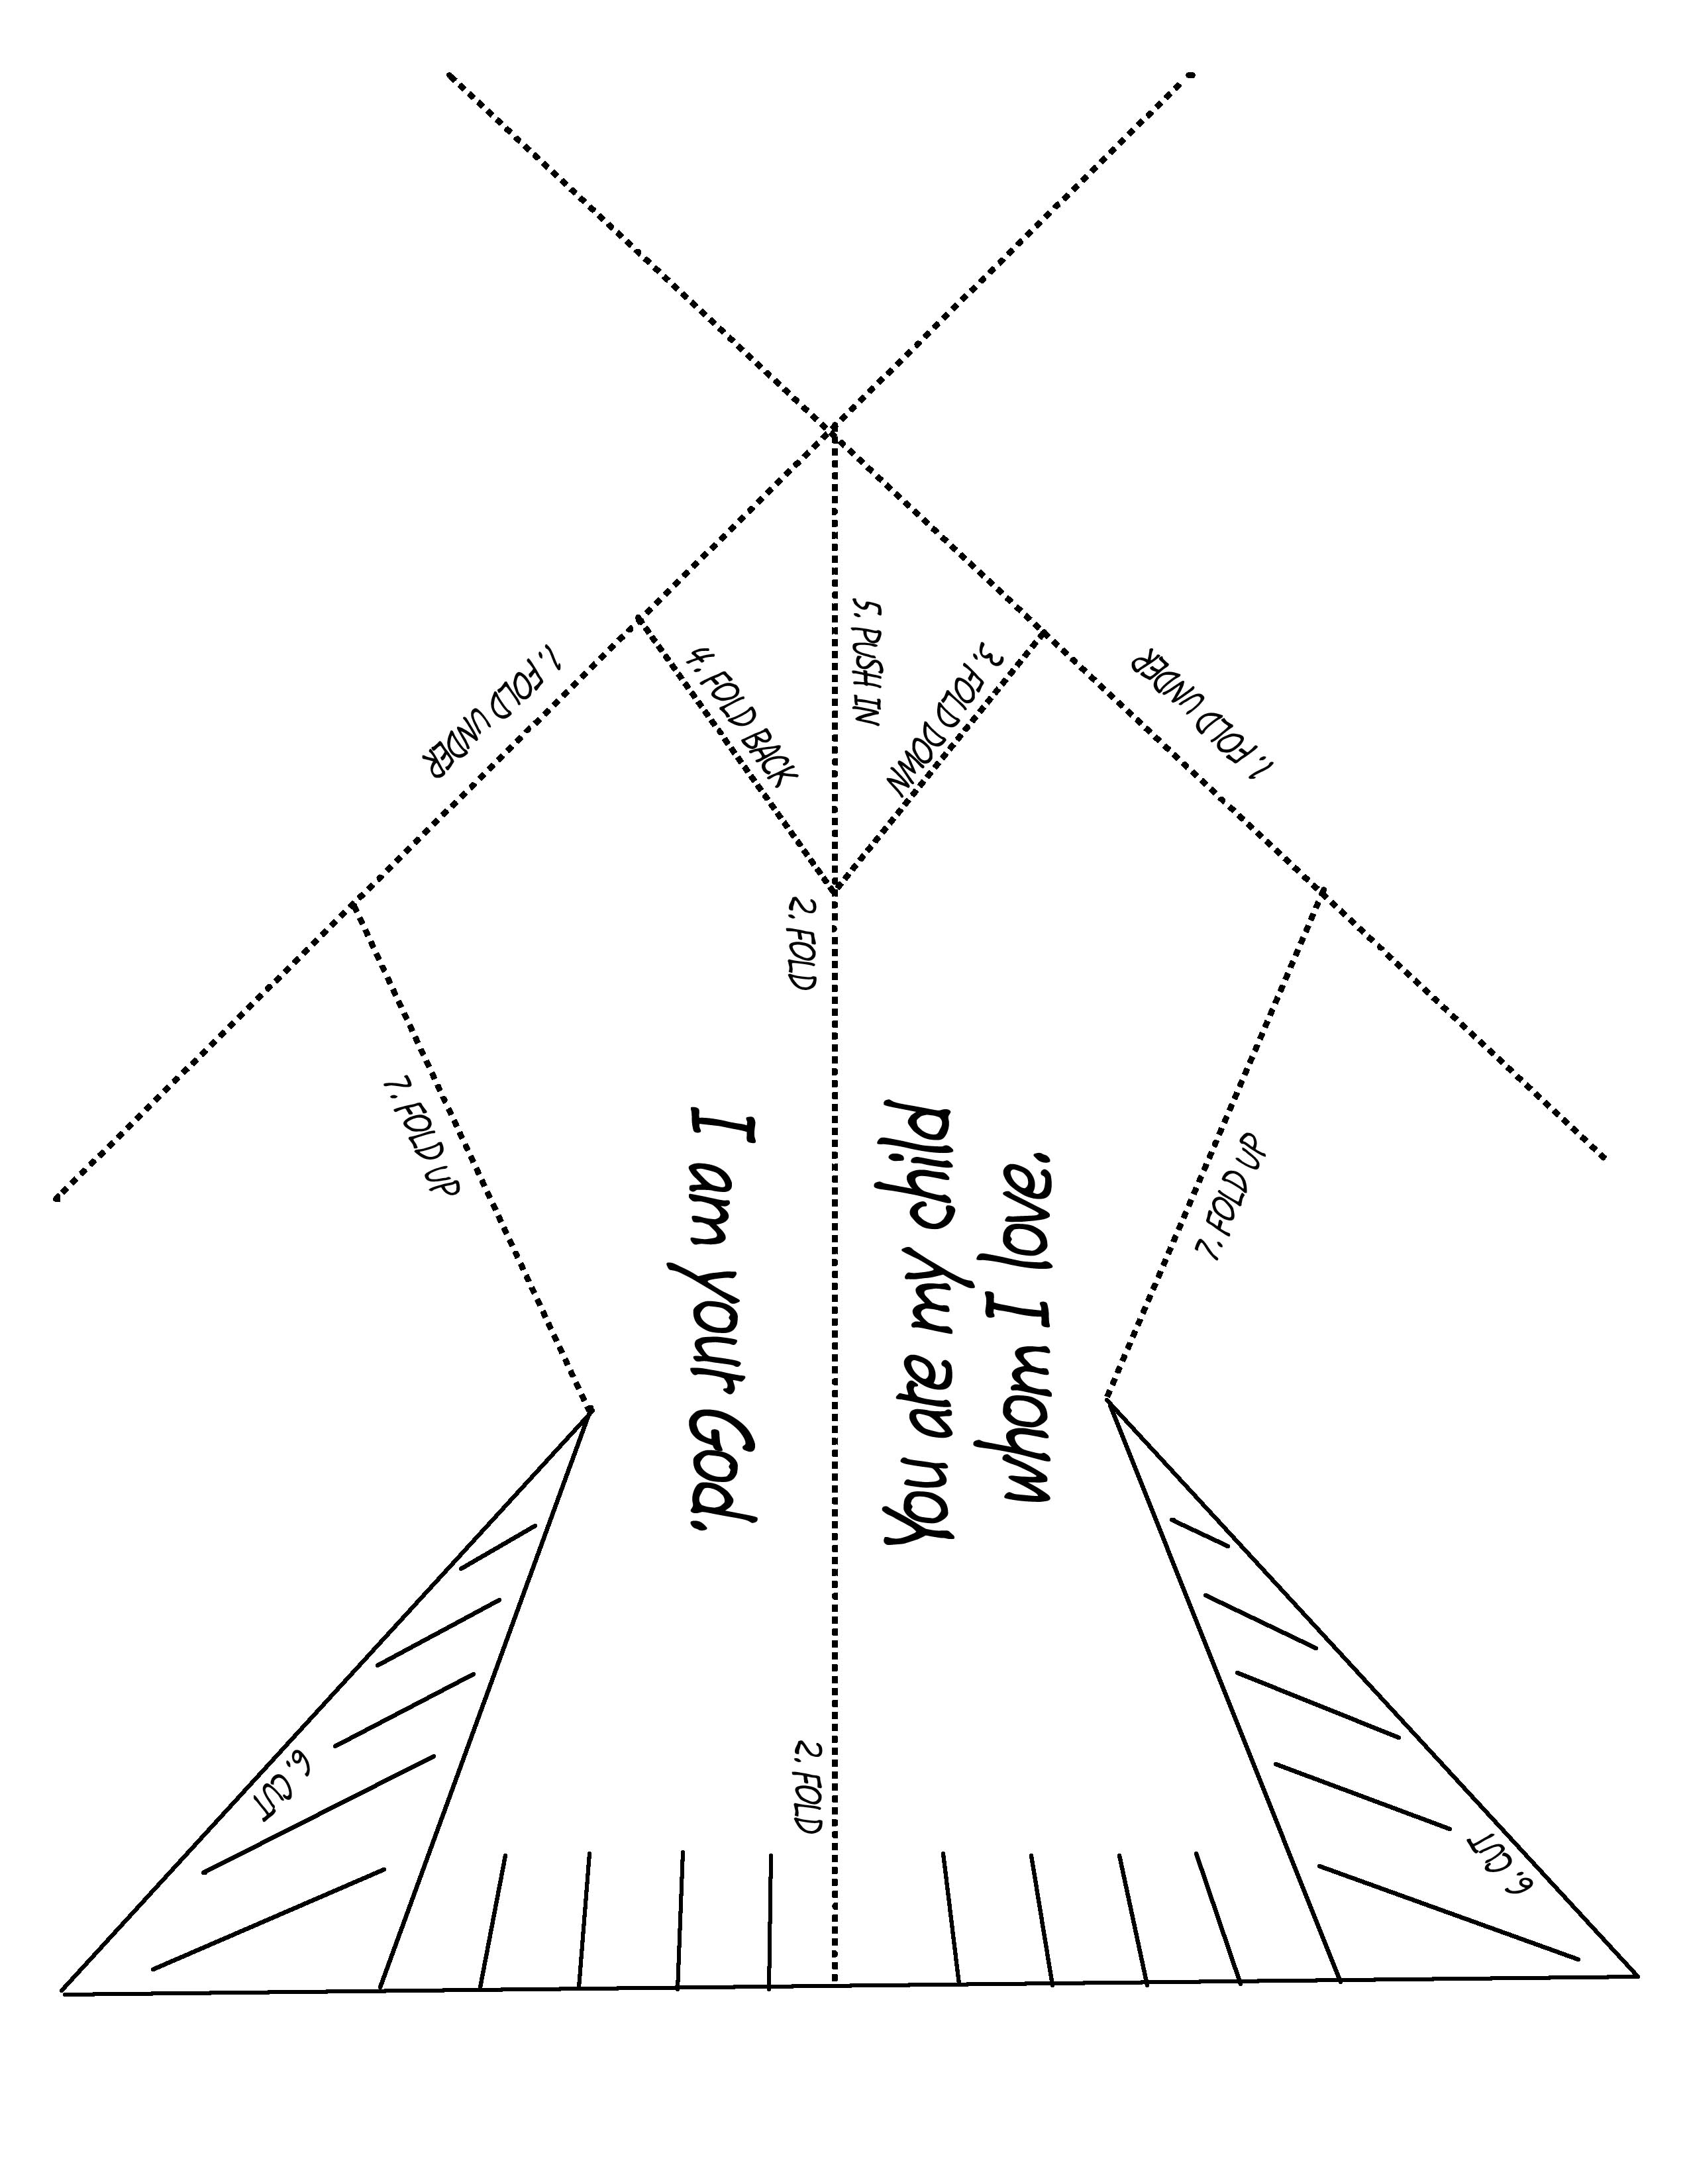 1. FOLD UNDER
1. FOLD UNDER
5. PUSH IN
4. FOLD BACK
3. FOLD DOWN
2. FOLD
7. FOLD UP
7. FOLD UP
I am your God.
You are my child
whom I love.
2. FOLD
6. CUT
6. CUT